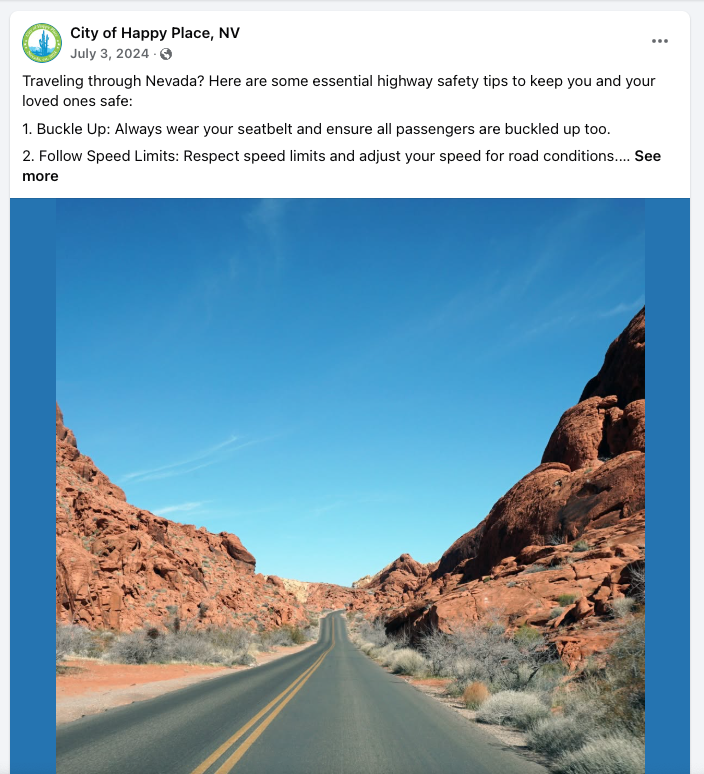 City of Happy Place, NV
July 3, 2024 ·
Traveling through Nevada? Here are some essential highway safety tips to keep you and your
loved ones safe:
1. Buckle Up: Always wear your seatbelt and ensure all passengers are buckled up too.
2. Follow Speed Limits: Respect speed limits and adjust your speed for road conditions.... See
more